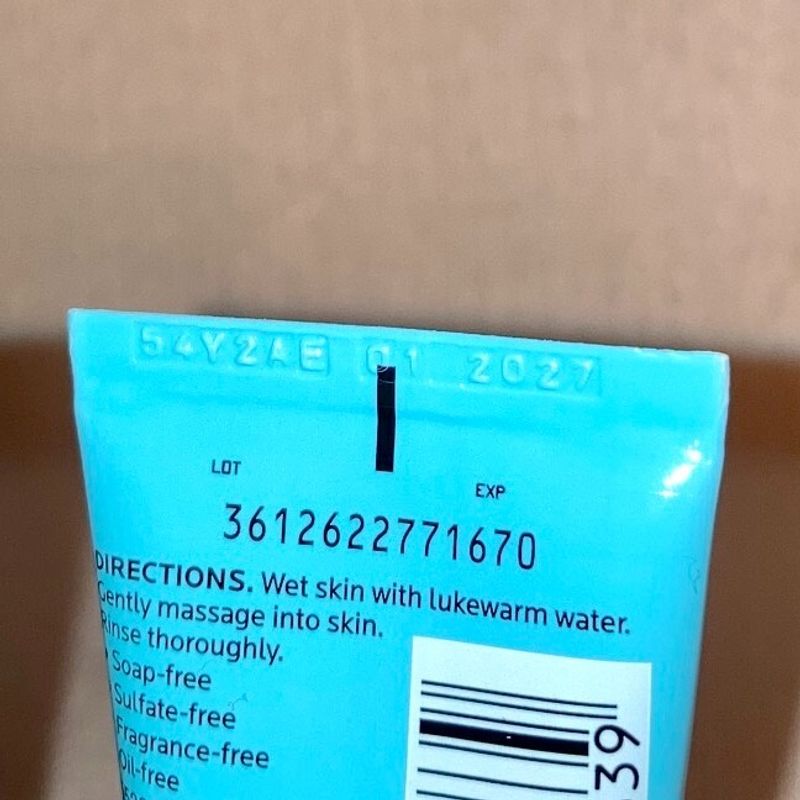 54Y2AE 01 2027
LOT
EXP
3612622771670
DIRECTIONS. Wet skin with lukewarm water.
Gently massage into skin.
Rinse thoroughly.
Soap-free
Sulfate-free
Fragrance-free
Oil-free
39